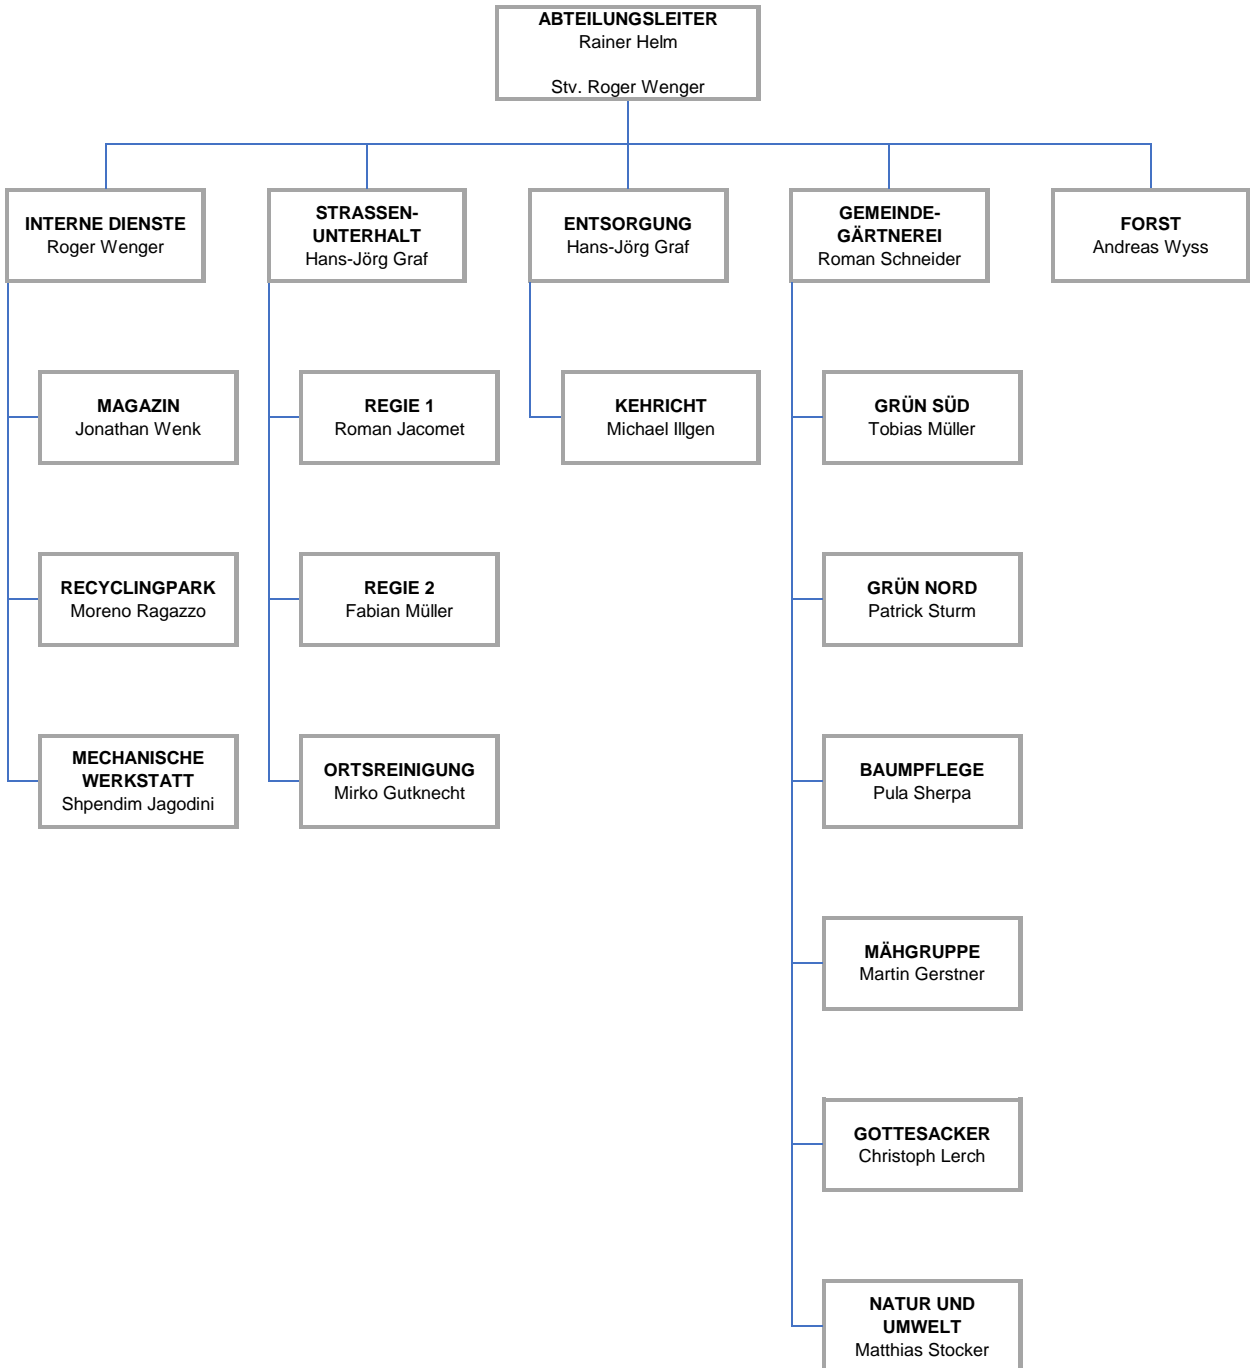 ABTEILUNGSLEITER
Rainer Helm
Stv. Roger Wenger
INTERNE DIENSTE
Roger Wenger
STRASSEN-
UNTERHALT
Hans-Jörg Graf
ENTSORGUNG
Hans-Jörg Graf
GEMEINDE-
GÄRTNEREI
Roman Schneider
FORST
Andreas Wyss
MAGAZIN
Jonathan Wenk
REGIE 1
Roman Jacomet
KEHRICHT
Michael Illgen
GRÜN SÜD
Tobias Müller
RECYCLINGPARK
Moreno Ragazzo
REGIE 2
Fabian Müller
GRÜN NORD
Patrick Sturm
MECHANISCHE
WERKSTATT
Shpendim Jagodini
ORTSREINIGUNG
Mirko Gutknecht
BAUMPFLEGE
Pula Sherpa
MÄHGRUPPE
Martin Gerstner
GOTTESACKER
Christoph Lerch
NATUR UND
UMWELT
Matthias Stocker